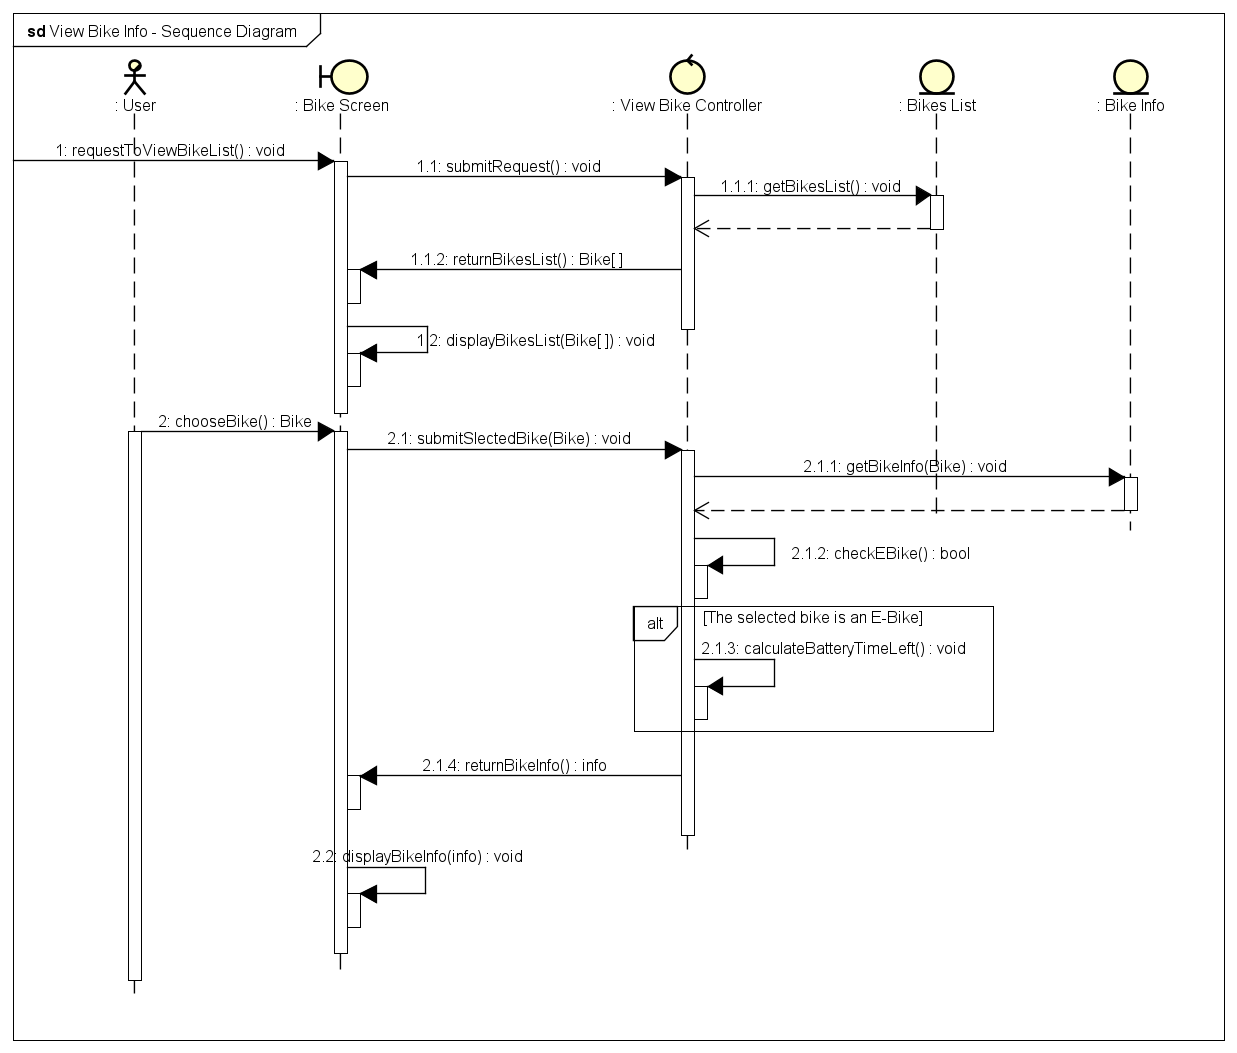 sd View Bike Info - Sequence Diagram
: User
: Bike Screen
: View Bike Controller
: Bikes List
: Bike Info
1: requestToViewBikeList() : void
1.1: submitRequest() : void
1.1.1: getBikesList() : void
1.1.2: returnBikesList() : Bike[ ]
1.2: displayBikesList(Bike[ ]) : void
2: chooseBike() : Bike
2.1: submitSlectedBike(Bike) : void
2.1.1: getBikeInfo(Bike) : void
2.1.2: checkEBike() : bool
alt
[The selected bike is an E-Bike]
2.1.3: calculateBatteryTimeLeft() : void
2.1.4: returnBikeInfo() : info
2.2: displayBikeInfo(info) : void